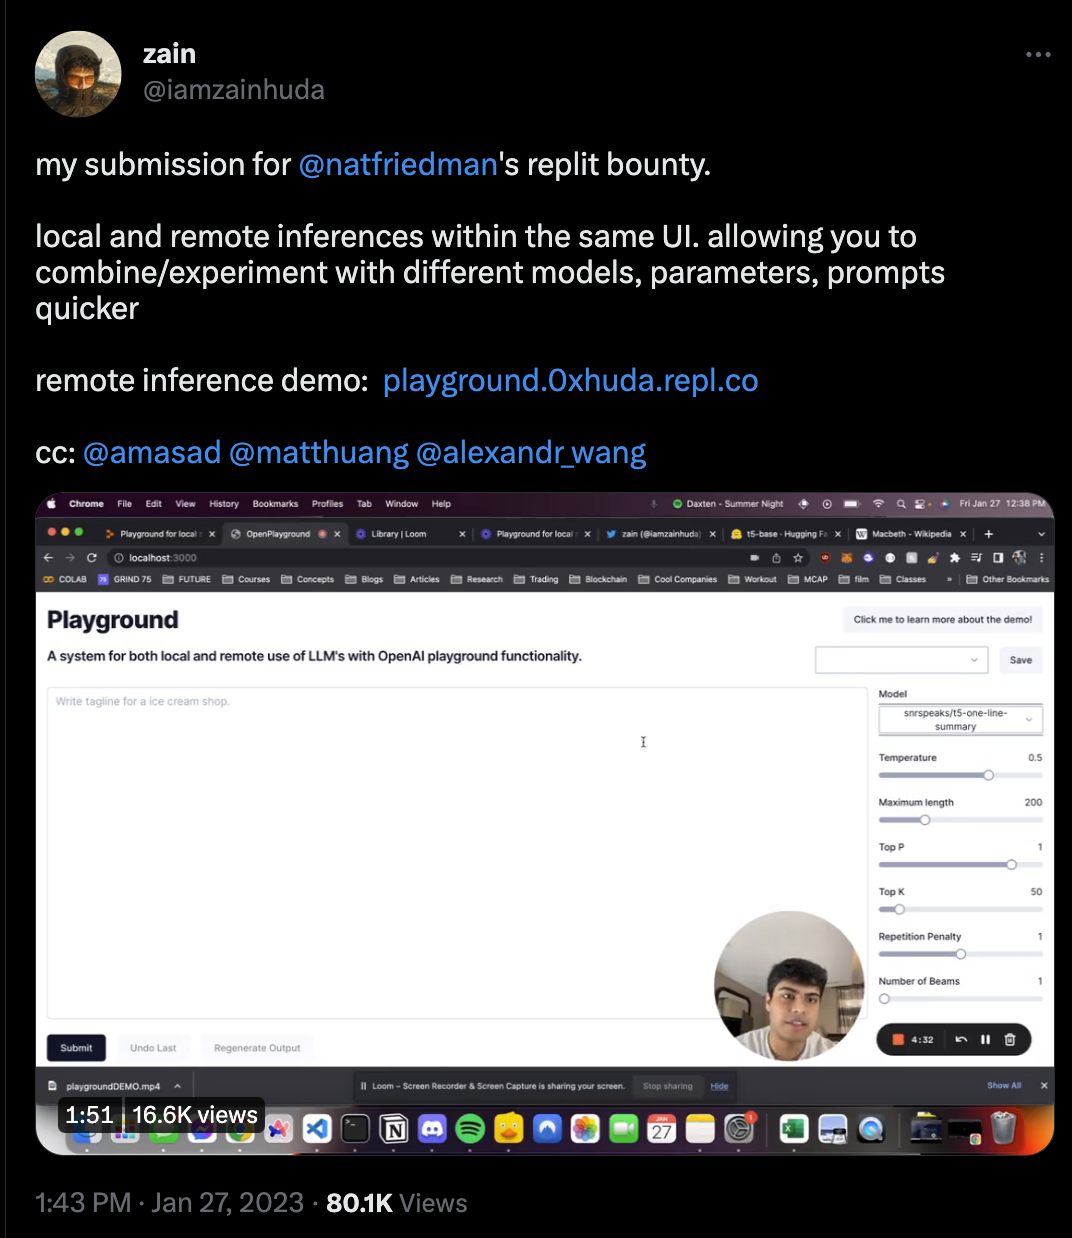 zain
@iamzainhuda
my submission for @natfriedman's replit bounty.
local and remote inferences within the same UI. allowing you to
combine/experiment with different models, parameters, prompts
quicker
remote inference demo: playground.0xhuda.repl.co
cc: @amasad @matthuang @alexandr_wang
Chrome File Edit View History Bookmarks Profiles Tab Window Help Daxten - Summer Night Fri Jan 27 12:38 PM
Playground for local OpenPlayground Library | Loom Playground for local zain (@iamzainhuda) t5-base - Hugging Fa Macbeth - Wikipedia
localhost:3000
COLAB 75 GRIND 75 FUTURE Courses Concepts Blogs Articles Research Trading Blockchain Cool Companies Workout MCAP film Classes » Other Bookmarks
Playground
Click me to learn more about the demo!
A system for both local and remote use of LLM's with OpenAI playground functionality.
Save
Write tagline for a ice cream shop.
Model
snrspeaks/t5-one-line-
summary
Temperature 0.5
Maximum length 200
Top P 1
Top K 50
Repetition Penalty 1
Number of Beams 1
4:32
Submit Undo Last Regenerate Output
playgroundDEMO.mp4
Loom – Screen Recorder & Screen Capture is sharing your screen. Stop sharing Hide
Show All
1:51 16.6K views
JAN
27
1
1:43 PM · Jan 27, 2023 · 80.1K Views